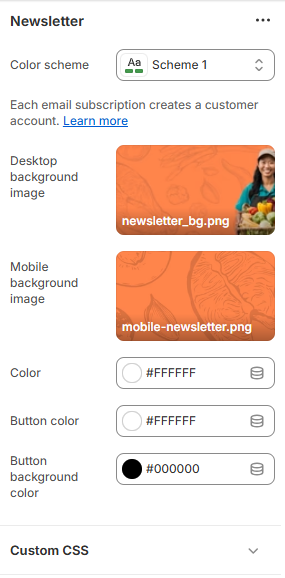 Newsletter
Color scheme
Aa
Scheme 1
Each email subscription creates a customer
account. Learn more
Desktop
background
image
newsletter_bg.png
Mobile
background
image
mobile-newsletter.png
Color
#FFFFFF
Button color
#FFFFFF
Button
background
color
#000000
Custom CSS